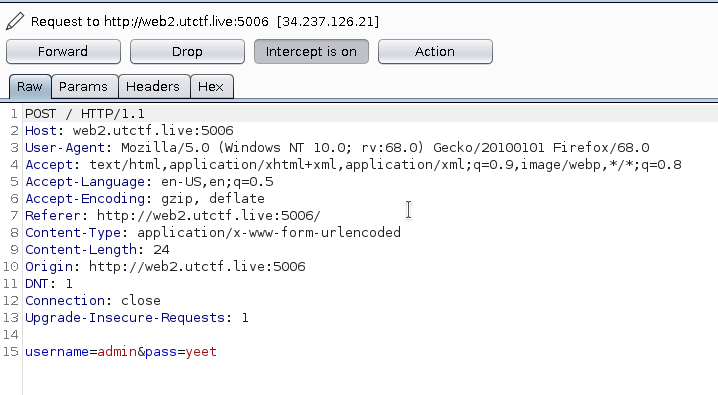 Request to http://web2.utctf.live:5006 [34.237.126.21]
Forward Drop Intercept is on Action
Raw Params Headers Hex
1 POST / HTTP/1.1
2 Host: web2.utctf.live:5006
3 User-Agent: Mozilla/5.0 (Windows NT 10.0; rv:68.0) Gecko/20100101 Firefox/68.0
4 Accept: text/html,application/xhtml+xml,application/xml;q=0.9,image/webp,*/*;q=0.8
5 Accept-Language: en-US,en;q=0.5
6 Accept-Encoding: gzip, deflate
7 Referer: http://web2.utctf.live:5006/
8 Content-Type: application/x-www-form-urlencoded
9 Content-Length: 24
10 Origin: http://web2.utctf.live:5006
11 DNT: 1
12 Connection: close
13 Upgrade-Insecure-Requests: 1
14
15 username=admin&pass=yeet